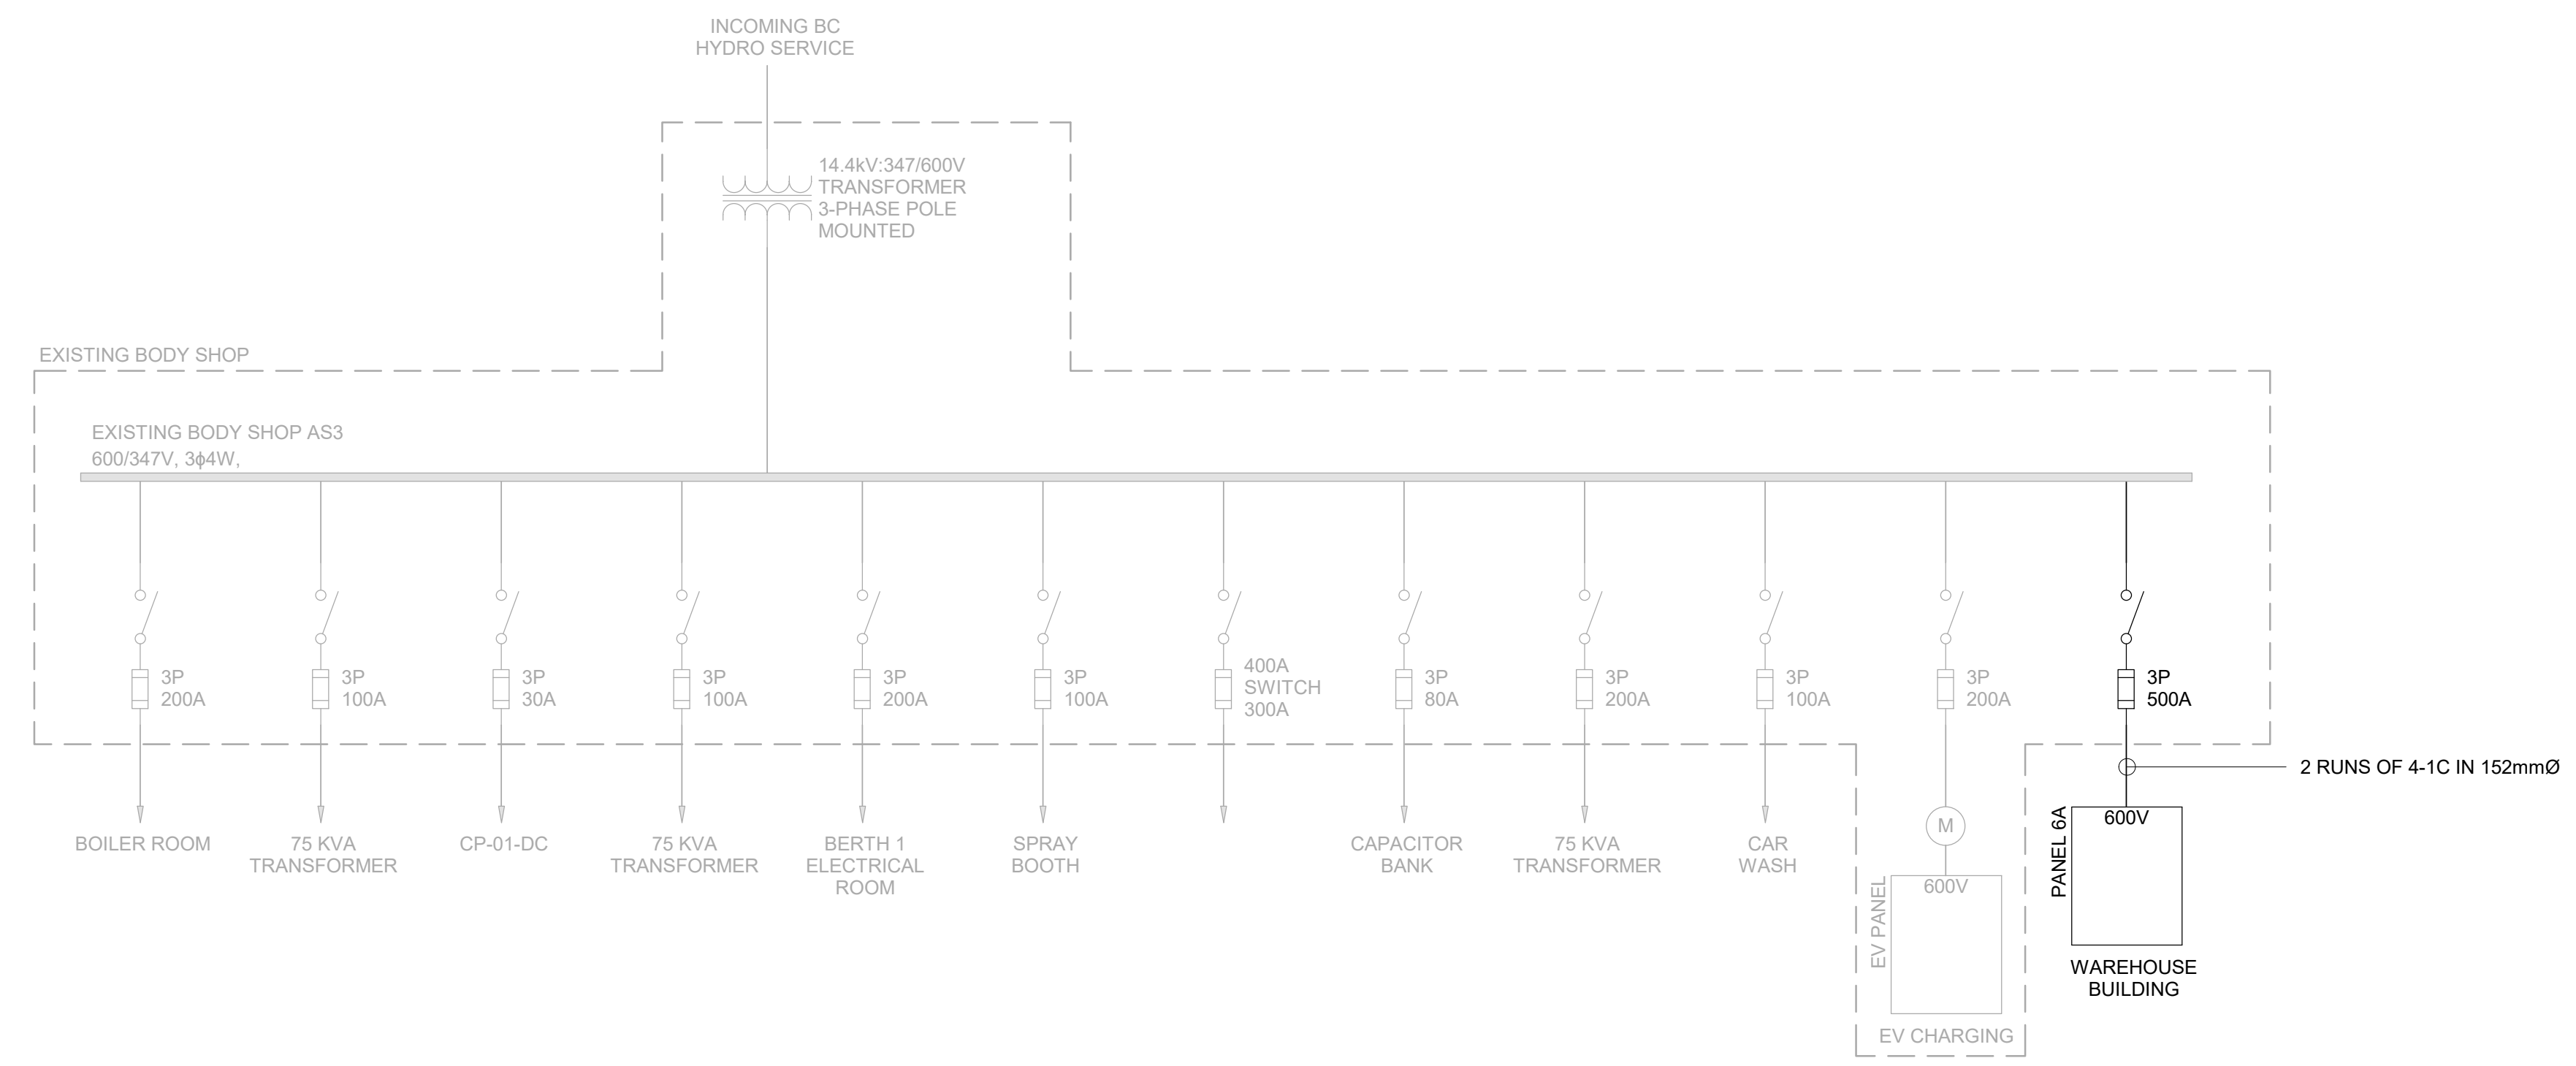 INCOMING BC
HYDRO SERVICE
14.4kV:347/600V
TRANSFORMER
3-PHASE POLE
MOUNTED
EXISTING BODY SHOP
EXISTING BODY SHOP AS3
600/347V, 3ϕ4W,
3P
200A
3P
100A
3P
30A
3P
100A
3P
200A
3P
100A
400A
SWITCH
300A
3P
80A
3P
200A
3P
100A
3P
200A
3P
500A
2 RUNS OF 4-1C IN 152mmØ
BOILER ROOM
75 KVA
TRANSFORMER
CP-01-DC
75 KVA
TRANSFORMER
BERTH 1
ELECTRICAL
ROOM
SPRAY
BOOTH
CAPACITOR
BANK
75 KVA
TRANSFORMER
CAR
WASH
M
EV PANEL
600V
EV CHARGING
PANEL 6A
600V
WAREHOUSE
BUILDING